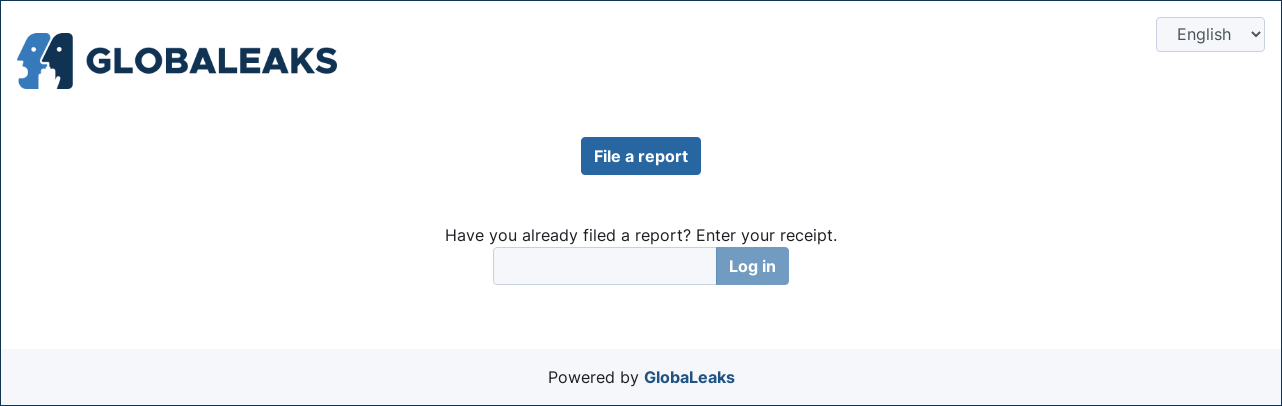 GLOBALEAKS
English
File a report
Have you already filed a report? Enter your receipt.
Log in
Powered by GlobaLeaks